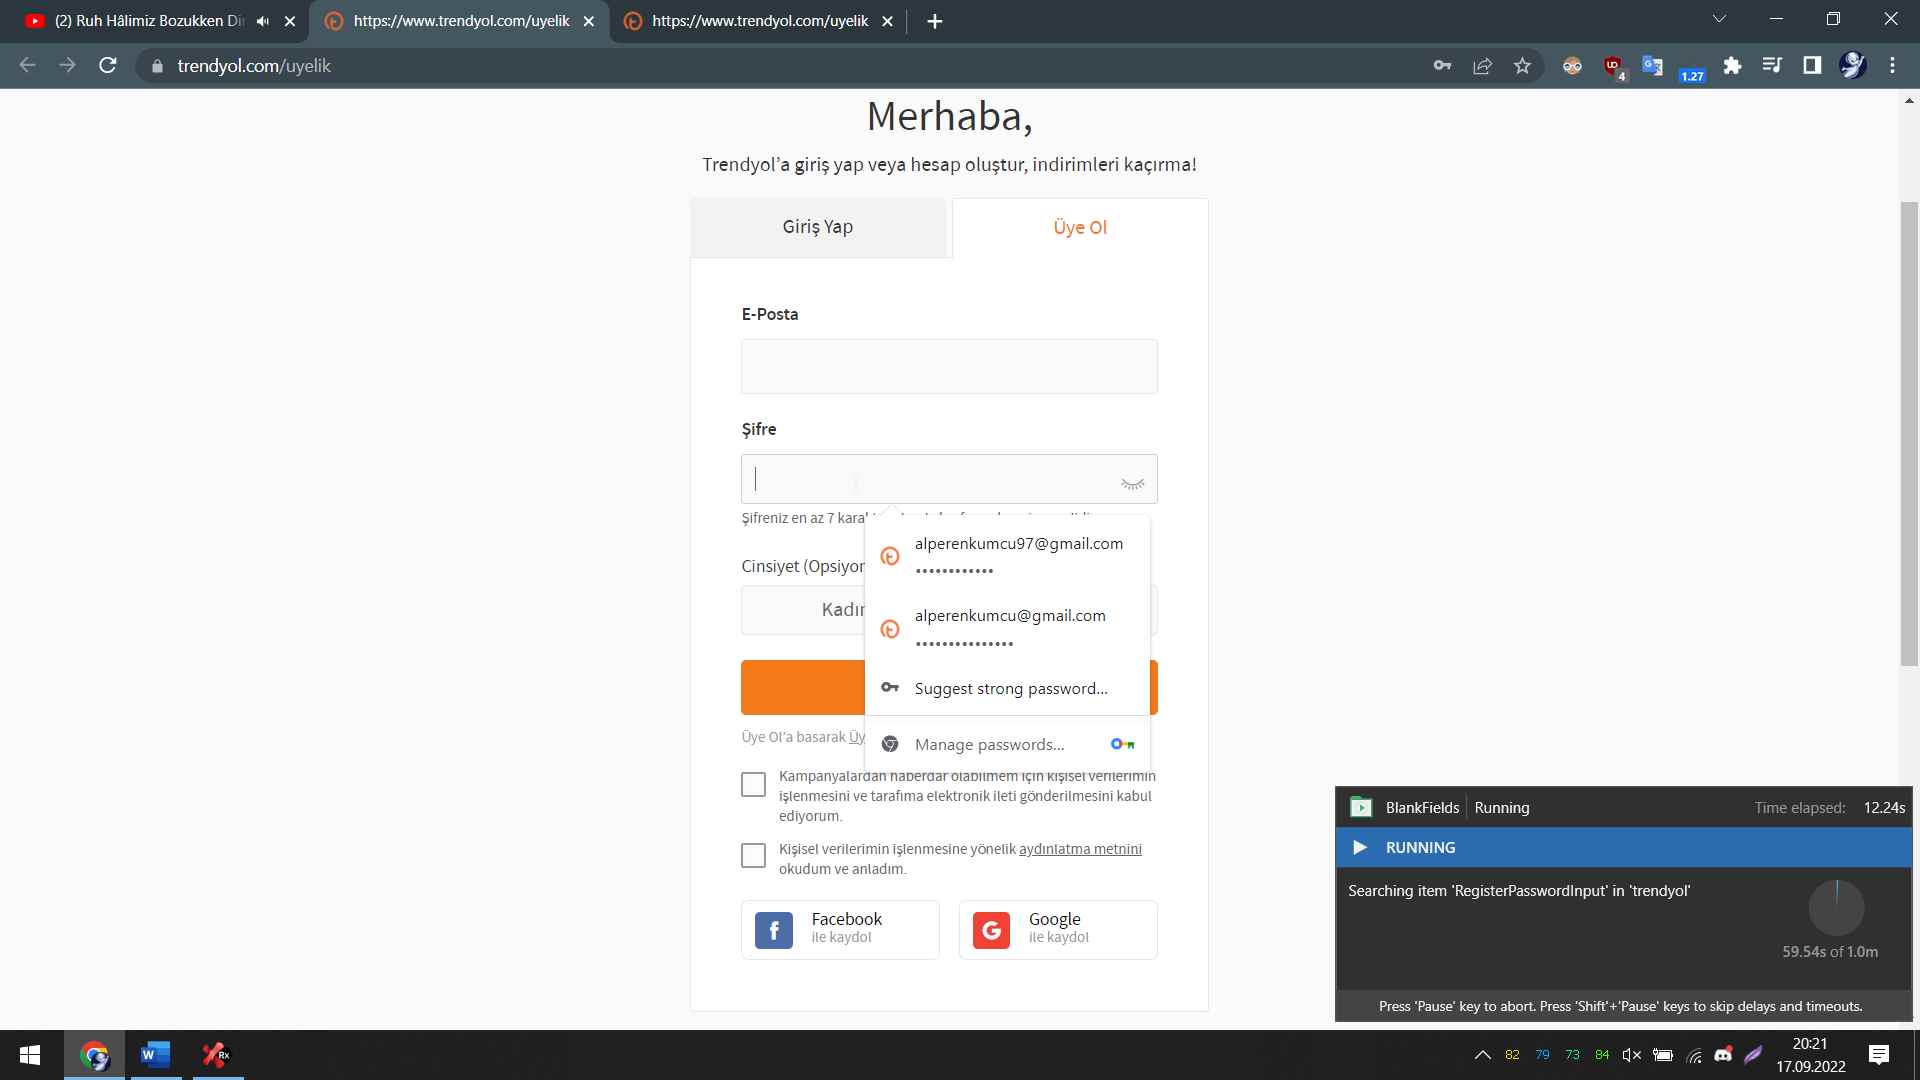 (2) Ruh Hâlimiz Bozukken Di
https://www.trendyol.com/uyelik
https://www.trendyol.com/uyelik
trendyol.com/uyelik
4
1.27
Merhaba,
Trendyol'a giriş yap veya hesap oluştur, indirimleri kaçırma!
Giriş Yap
Üye Ol
E-Posta
Şifre
Şifreniz en az 7 karak
alperenkumcu97@gmail.com
••••••••••••
Cinsiyet (Opsiyon
Kadın
alperenkumcu@gmail.com
•••••••••••••••
Suggest strong password...
Üye Ol'a basarak Üy
Manage passwords...
Kampanyalardan haberdar olabilmem için kişisel verilerimin
işlenmesini ve tarafıma elektronik ileti gönderilmesini kabul
ediyorum.
Kişisel verilerimin işlenmesine yönelik aydınlatma metnini
okudum ve anladım.
Facebook
ile kaydol
Google
ile kaydol
BlankFields Running Time elapsed: 12.24s
RUNNING
Searching item 'RegisterPasswordInput' in 'trendyol'
59.54s of 1.0m
Press 'Pause' key to abort. Press 'Shift'+'Pause' keys to skip delays and timeouts.
82 79 73 84
20:21
17.09.2022